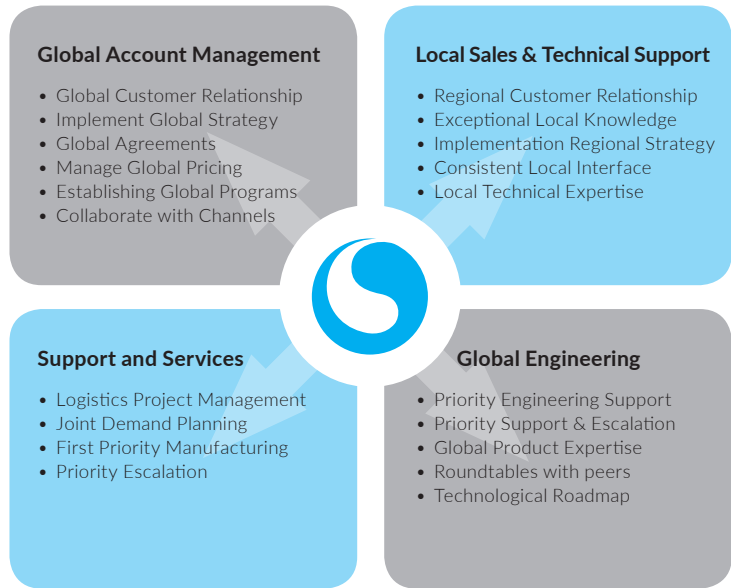 Global Account Management
• Global Customer Relationship
• Implement Global Strategy
• Global Agreements
• Manage Global Pricing
• Establishing Global Programs
• Collaborate with Channels
Local Sales & Technical Support
• Regional Customer Relationship
• Exceptional Local Knowledge
• Implementation Regional Strategy
• Consistent Local Interface
• Local Technical Expertise
Support and Services
• Logistics Project Management
• Joint Demand Planning
• First Priority Manufacturing
• Priority Escalation
Global Engineering
• Priority Engineering Support
• Priority Support & Escalation
• Global Product Expertise
• Roundtables with peers
• Technological Roadmap